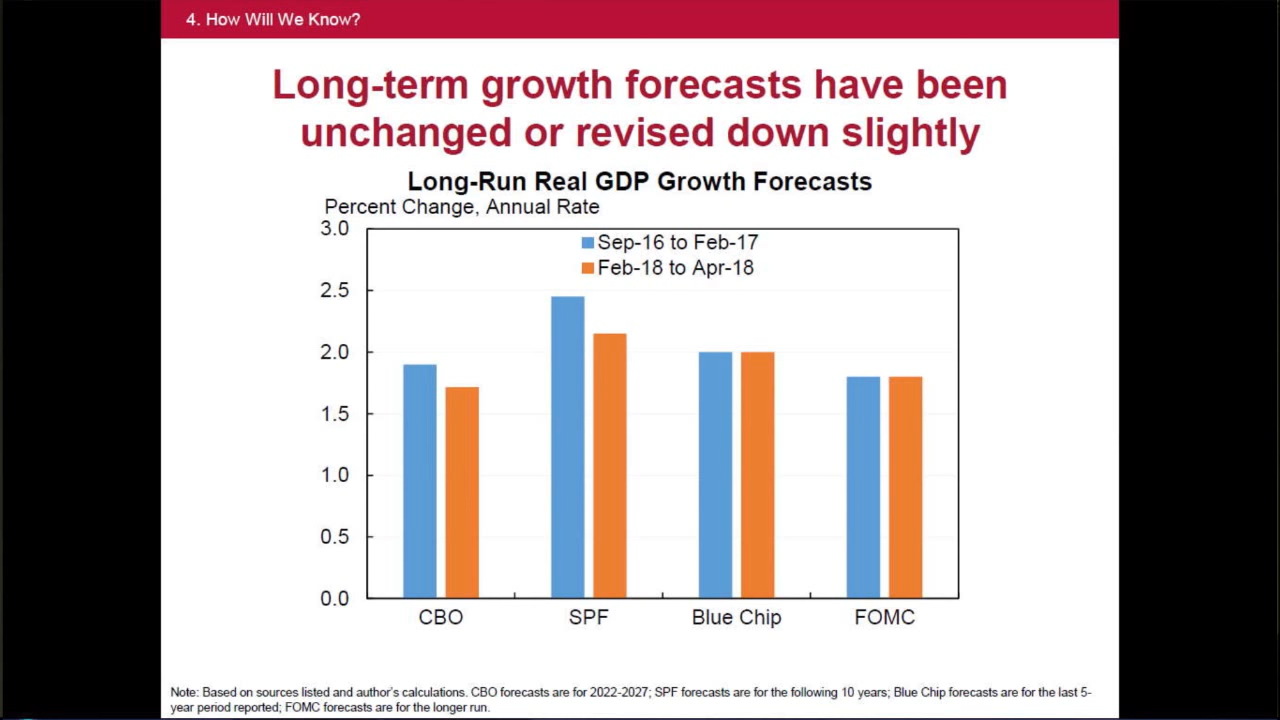 4. How Will We Know?
Long-term growth forecasts have been
unchanged or revised down slightly
Long-Run Real GDP Growth Forecasts
Percent Change, Annual Rate
3.0
Sep-16 to Feb-17
Feb-18 to Apr-18
2.5
2.0
1.5
1.0
0.5
0.0
CBO SPF Blue Chip FOMC
Note: Based on sources listed and author's calculations. CBO forecasts are for 2022-2027; SPF forecasts are for the following 10 years; Blue Chip forecasts are for the last 5-
year period reported; FOMC forecasts are for the longer run.